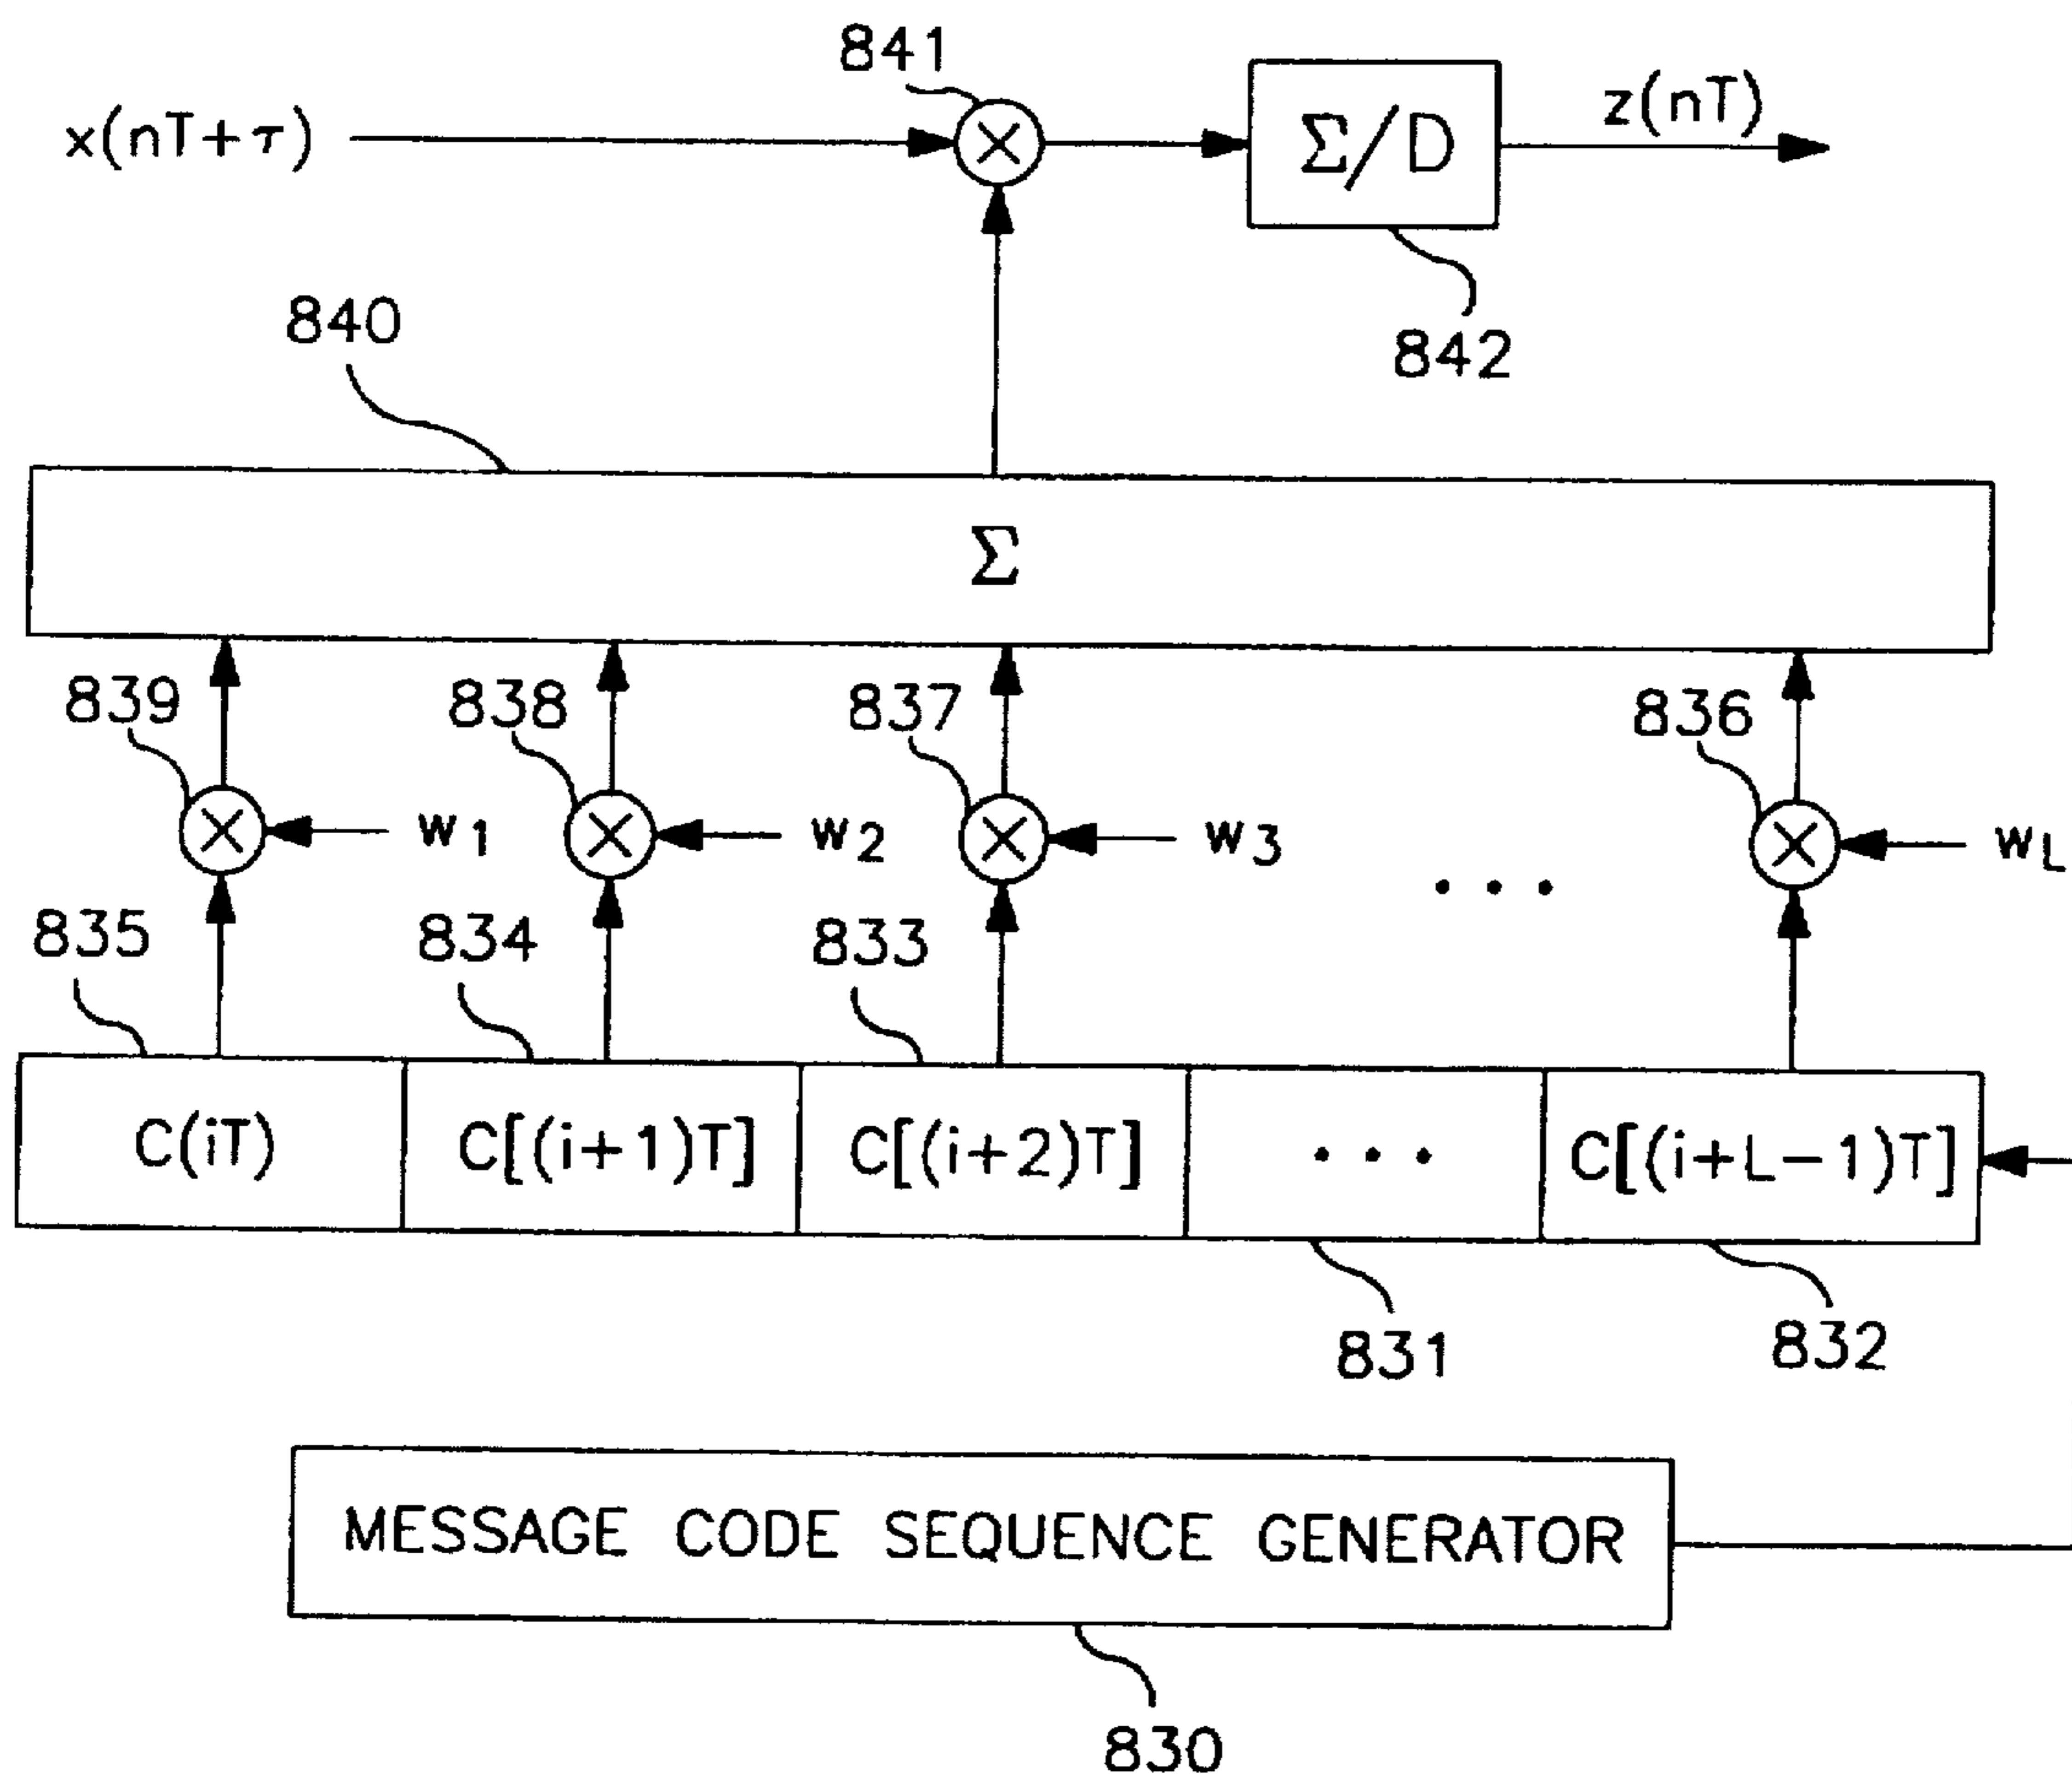 841
x(nT+τ)
Σ/D
z(nT)
840
842
Σ
839
838
837
836
w1
w2
w3
• • •
wL
835
834
833
C(iT)
C[(i+1)T]
C[(i+2)T]
• • •
C[(i+L-1)T]
831
832
MESSAGE CODE SEQUENCE GENERATOR
830